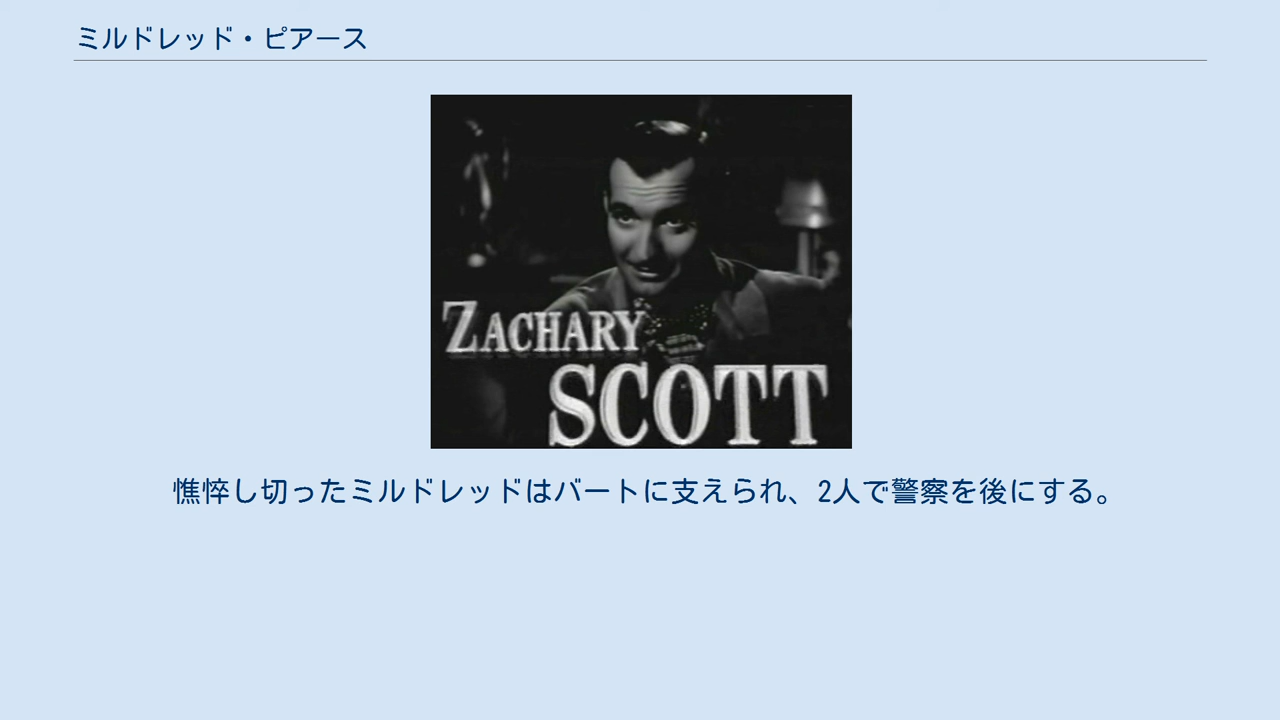 ミルドレッド・ピアース
ZACHARY
SCOTT
憔悴し切ったミルドレッドはバートに支えられ、2人で警察を後にする。